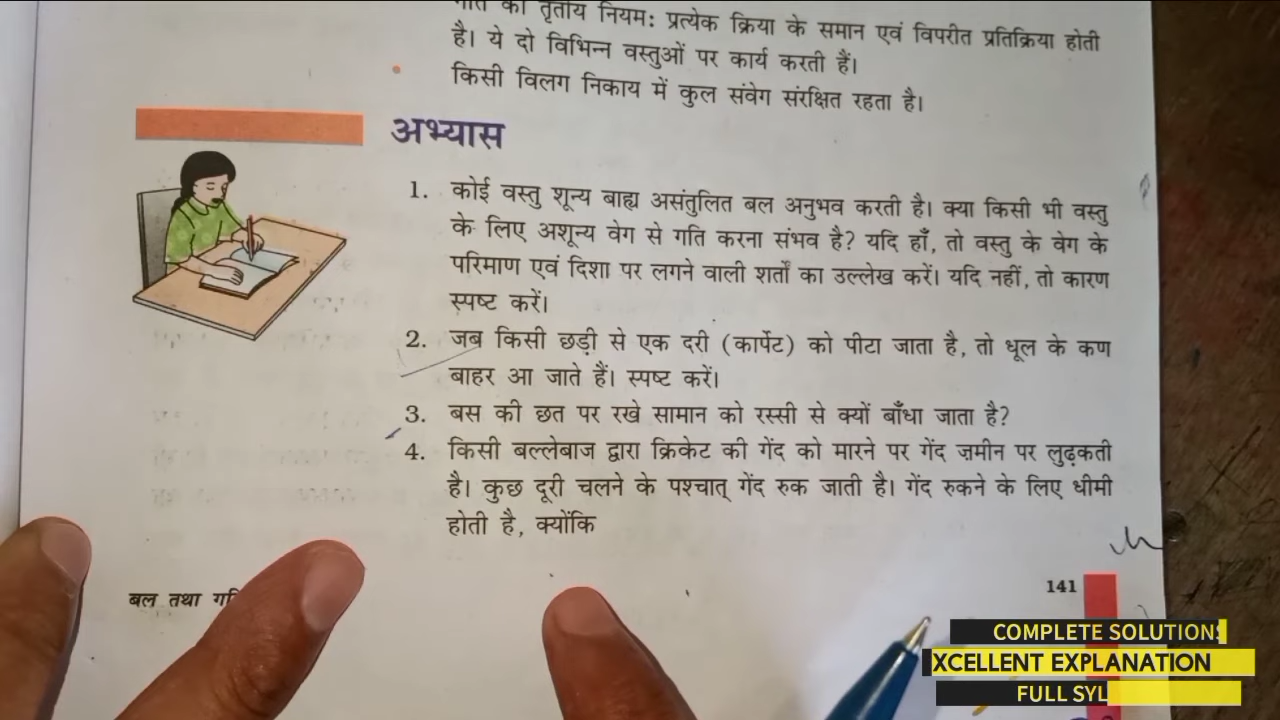 का तृतीय नियम: प्रत्येक क्रिया के समान एवं विपरीत प्रतिक्रिया होती
है। ये दो विभिन्न वस्तुओं पर कार्य करती हैं।
किसी विलग निकाय में कुल संवेग संरक्षित रहता है।
अभ्यास
1. कोई वस्तु शून्य बाह्य असंतुलित बल अनुभव करती है। क्या किसी भी वस्तु
के लिए अशून्य वेग से गति करना संभव है? यदि हाँ, तो वस्तु के वेग के
परिमाण एवं दिशा पर लगने वाली शर्तों का उल्लेख करें। यदि नहीं, तो कारण
स्पष्ट करें।
2. जब किसी छड़ी से एक दरी (कार्पेट) को पीटा जाता है, तो धूल के कण
बाहर आ जाते हैं। स्पष्ट करें।
3. बस की छत पर रखे सामान को रस्सी से क्यों बाँधा जाता है?
4. किसी बल्लेबाज द्वारा क्रिकेट की गेंद को मारने पर गेंद ज़मीन पर लुढ़कती
है। कुछ दूरी चलने के पश्चात् गेंद रुक जाती है। गेंद रुकने के लिए धीमी
होती है, क्योंकि
बल तथा
141
COMPLETE SOLUTIONS
XCELLENT EXPLANATION
FULL SYL